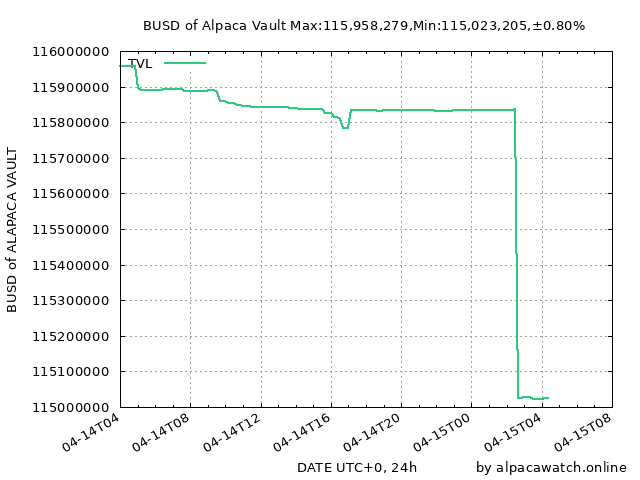 BUSD of Alpaca Vault Max:115,958,279,Min:115,023,205,±0.80%
TVL
116000000
115900000
115800000
115700000
115600000
115500000
115400000
115300000
115200000
115100000
115000000
BUSD of ALAPACA VAULT
04-14T04
04-14T08
04-14T12
04-14T16
04-14T20
04-15T00
04-15T04
04-15T08
DATE UTC+0, 24h
by alpacawatch.online